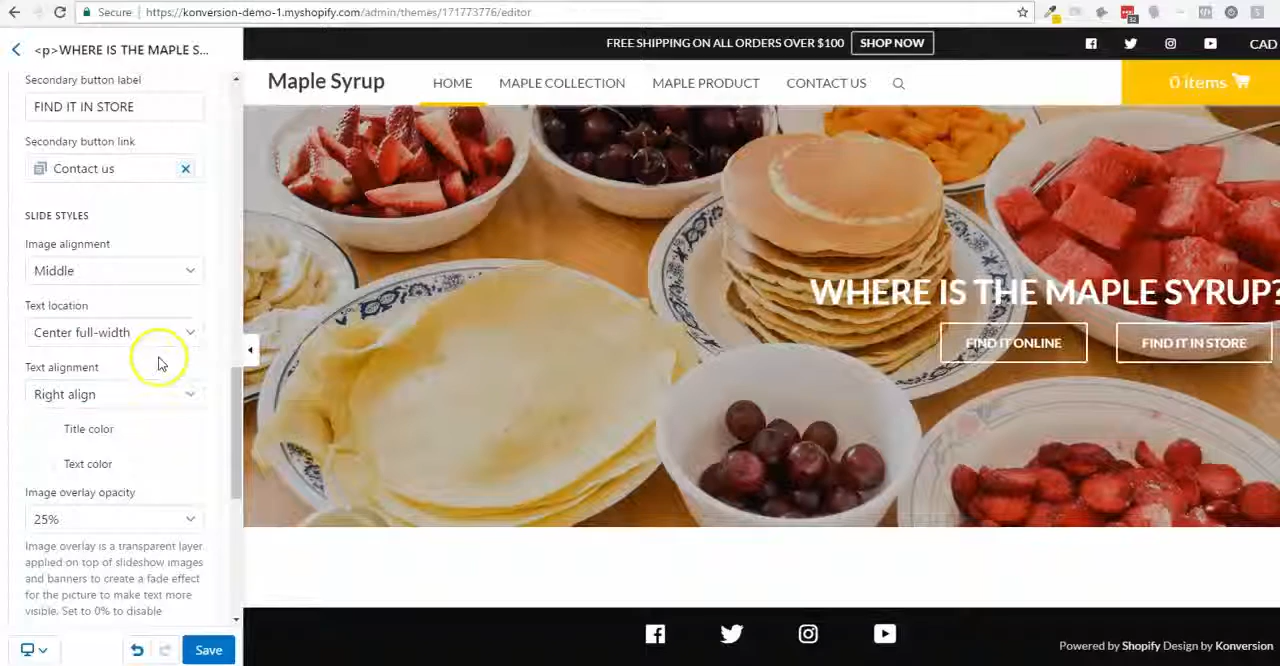 Secure https://konversion-demo-1.myshopify.com/admin/themes/171773776/editor
<p>WHERE IS THE MAPLE S...
Secondary button label
FIND IT IN STORE
Secondary button link
Contact us
SLIDE STYLES
Image alignment
Middle
Text location
Center full-width
Text alignment
Right align
Title color
Text color
Image overlay opacity
25%
Image overlay is a transparent layer
applied on top of slideshow images
and banners to create a fade effect
for the picture to make text more
visible. Set to 0% to disable
Save
FREE SHIPPING ON ALL ORDERS OVER $100 SHOP NOW
CAD
Maple Syrup HOME MAPLE COLLECTION MAPLE PRODUCT CONTACT US
0 items
WHERE IS THE MAPLE SYRUP?
FIND IT ONLINE FIND IT IN STORE
Powered by Shopify Design by Konversion